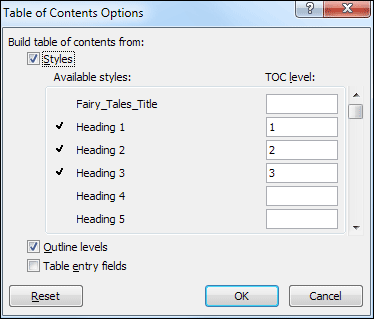 Table of Contents Options
Build table of contents from:
Styles
Available styles: TOC level:
Fairy_Tales_Title
Heading 1 1
Heading 2 2
Heading 3 3
Heading 4
Heading 5
Outline levels
Table entry fields
Reset OK Cancel